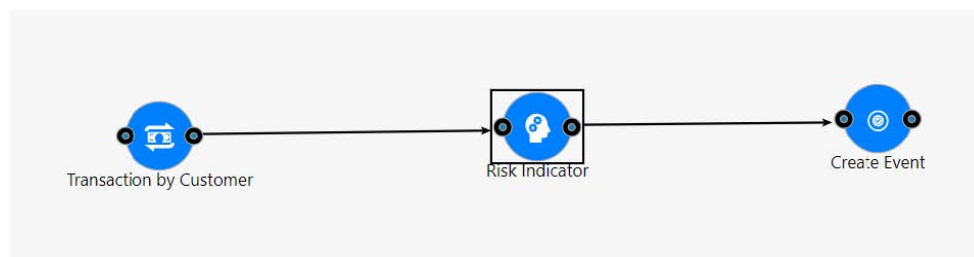 Transaction by Customer
Risk Indicator
Create Event